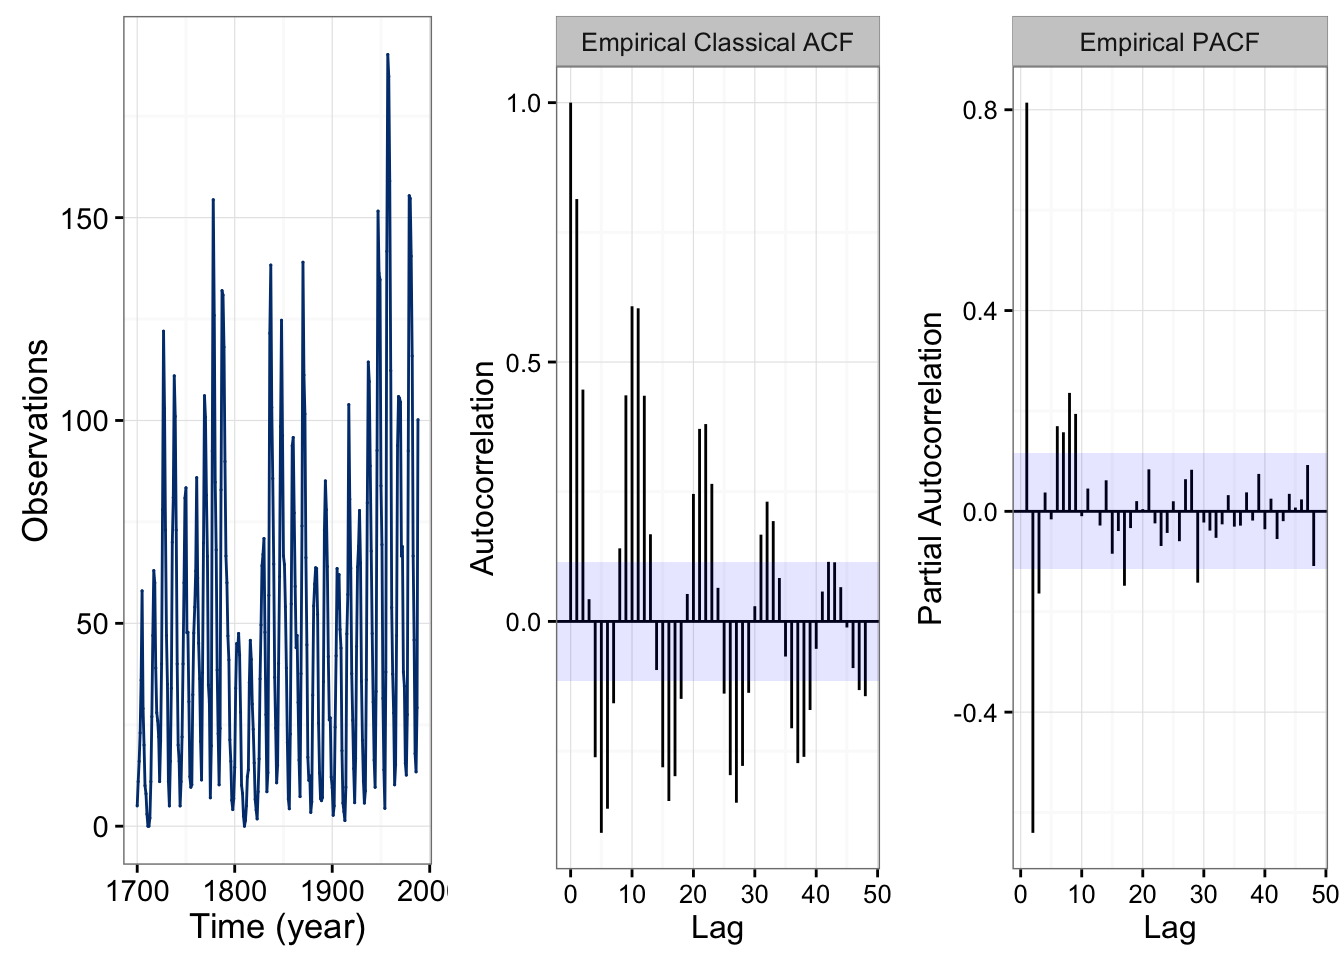 Observations
150
100
50
0
1700 1800 1900 200
Time (year)
Empirical Classical ACF
Autocorrelation
1.0
0.5
0.0
0 10 20 30 40 50
Lag
Empirical PACF
Partial Autocorrelation
0.8
0.4
0.0
-0.4
0 10 20 30 40 50
Lag